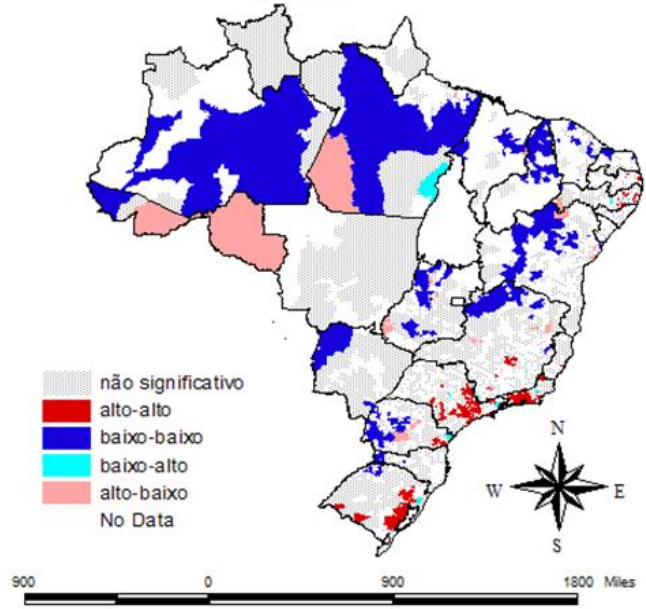 não significativo
alto-alto
baixo-baixo
baixo-alto
alto-baixo
No Data
N
W E
S
900 0 900 1800 Miles